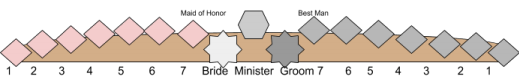 Maid of Honor Best Man
1 2 3 4 5 6 7 Bride Minister Groom 7 6 5 4 3 2 1